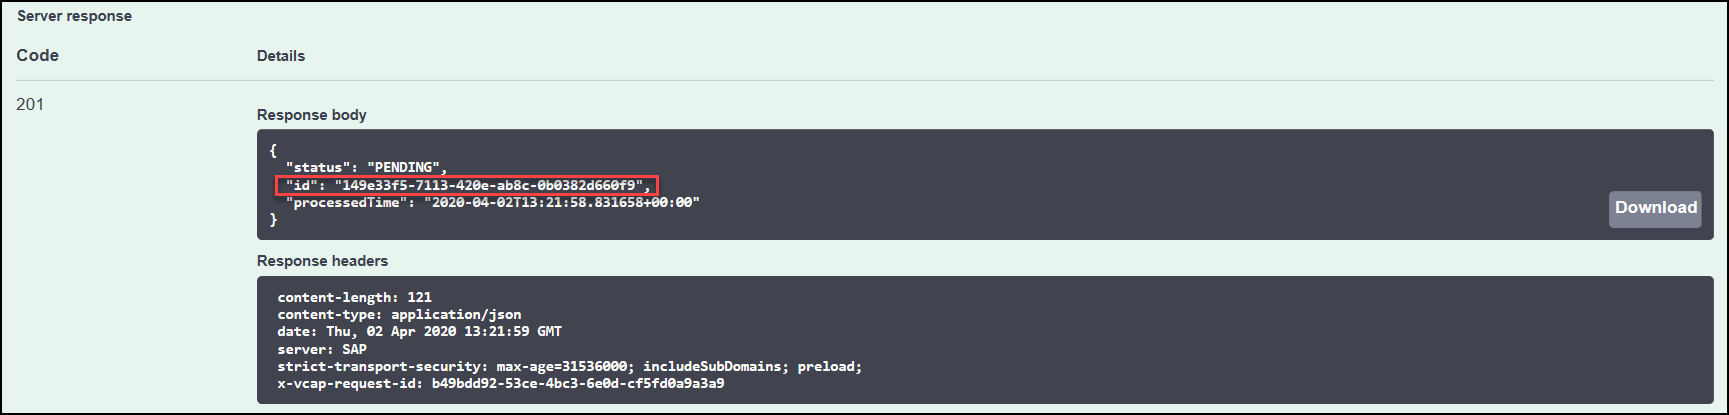 Server response
Code Details
201
Response body
{
"status": "PENDING",
"id": "149e33f5-7113-420e-ab8c-0b0382d660f9",
"processedTime": "2020-04-02T13:21:58.831658+00:00"
}
Download
Response headers
content-length: 121
content-type: application/json
date: Thu, 02 Apr 2020 13:21:59 GMT
server: SAP
strict-transport-security: max-age=31536000; includeSubDomains; preload;
x-vcap-request-id: b49bdd92-53ce-4bc3-6e0d-cf5fd0a9a3a9